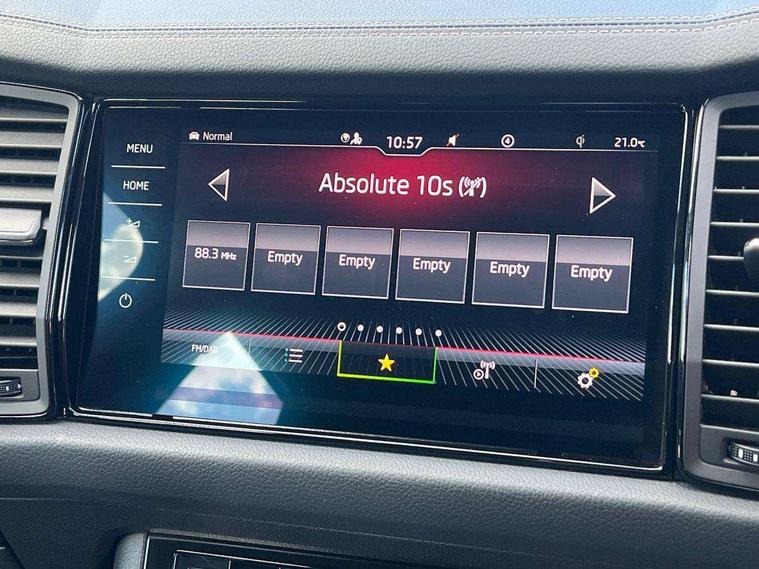 Normal 10:57 4 21.0°C
MENU
HOME
Absolute 10s
88.3 MHz Empty Empty Empty Empty Empty
FM/DAB